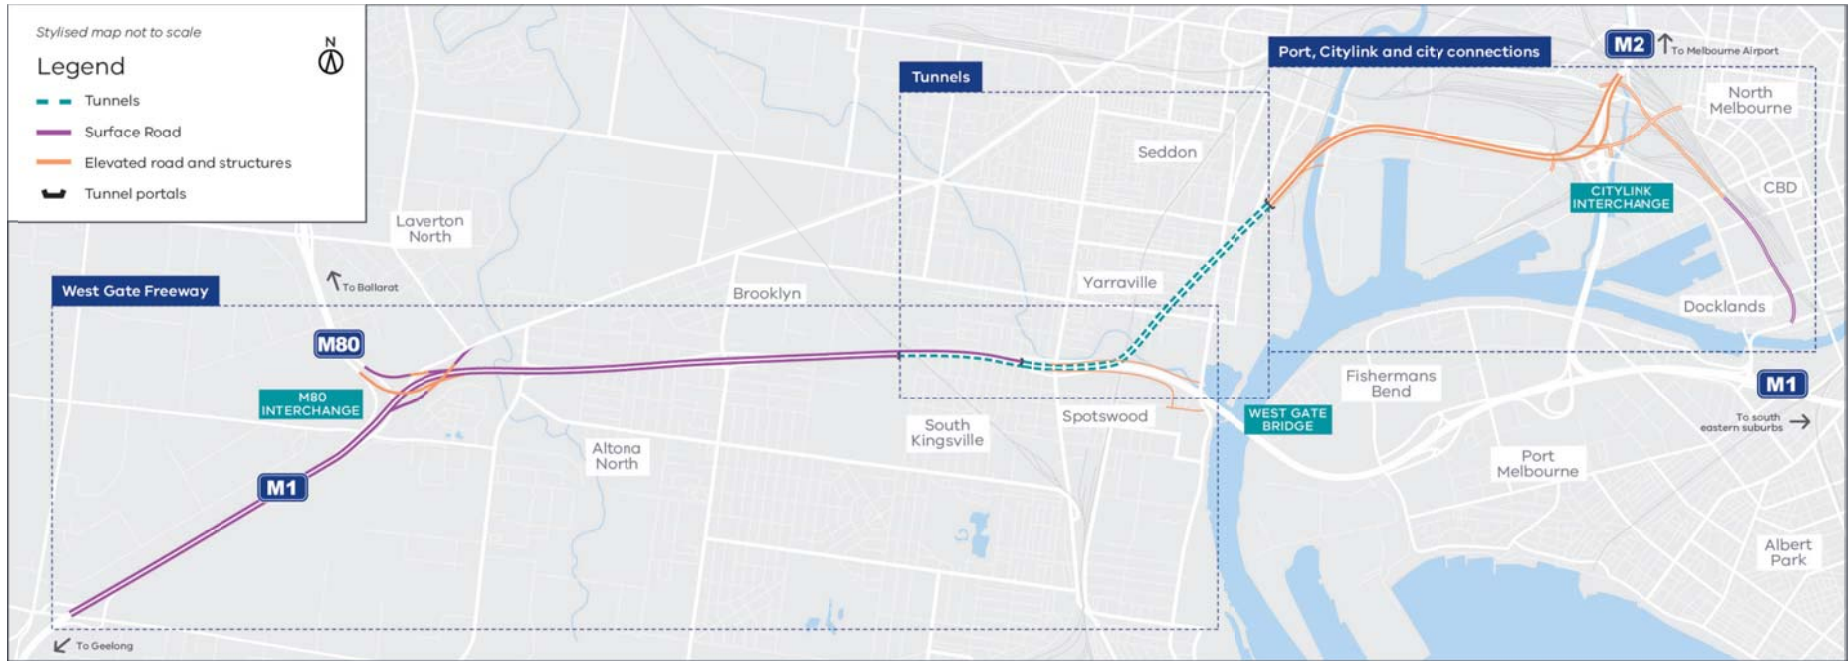 Stylised map not to scale
N
Legend
Tunnels
Surface Road
Elevated road and structures
Tunnel portals
Port, Citylink and city connections
M2
To Melbourne Airport
Tunnels
North
Melbourne
Seddon
CBD
CITYLINK
INTERCHANGE
Laverton
North
West Gate Freeway
To Ballarat
Brooklyn
Yarraville
Docklands
M80
M80
INTERCHANGE
Fishermans
Bend
M1
South
Kingsville
Spotswood
WEST GATE
BRIDGE
To south
eastern suburbs
Altona
North
Port
Melbourne
M1
Albert
Park
To Geelong